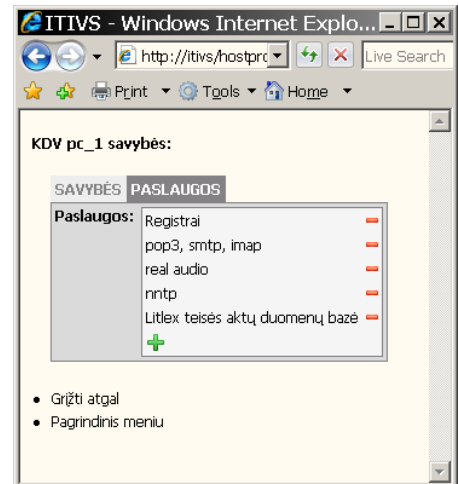 ITIVS - Windows Internet Explo...
http://itivs/hostpro
Live Search
Print Tools Home
KDV pc_1 savybės:
SAVYBĖS PASLAUGOS
Paslaugos:
Registrai
pop3, smtp, imap
real audio
nntp
Litlex teisės aktų duomenų bazė
Grįžti atgal
Pagrindinis meniu